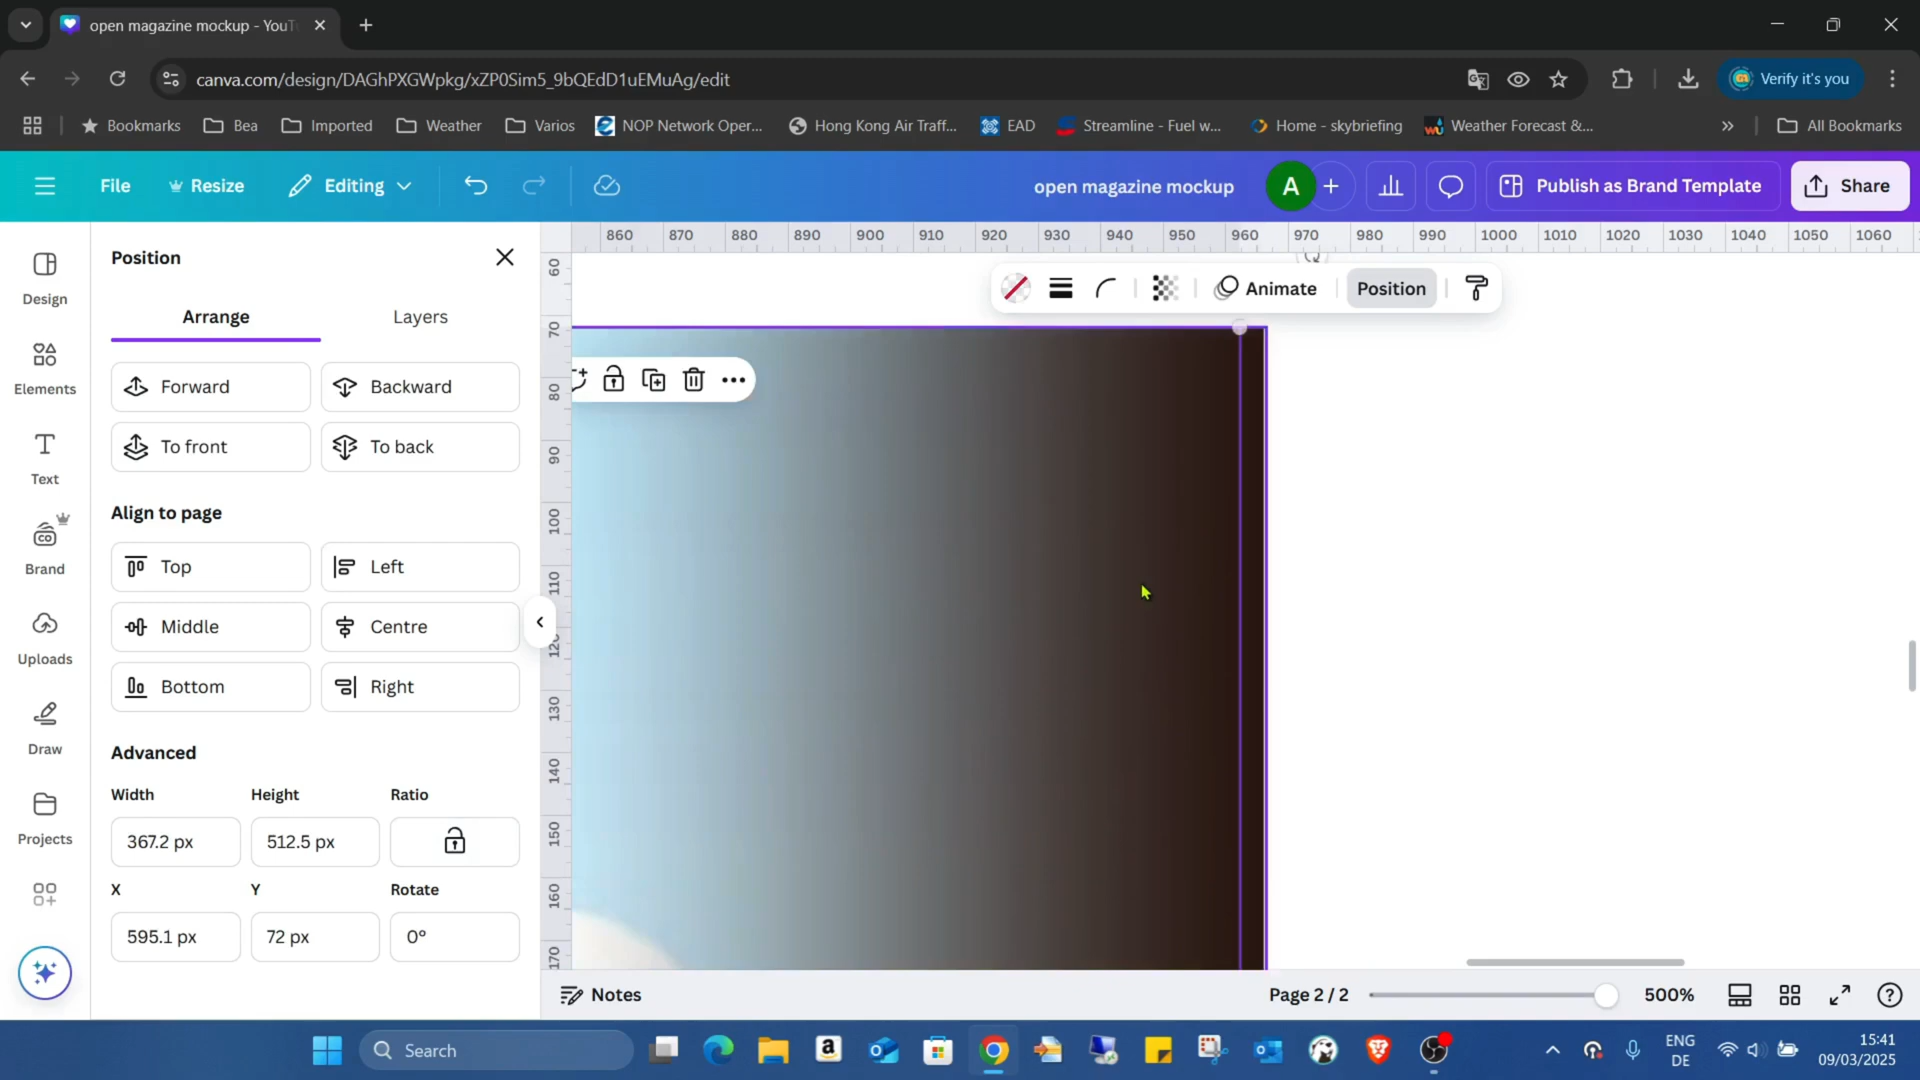 open magazine mockup - YouT
canva.com/design/DAGhPXGWpkg/xZP0Sim5_9bQEdD1uEMuAg/edit
Verify it's you
Bookmarks
Bea
Imported
Weather
Varios
NOP Network Oper...
Hong Kong Air Traff...
EAD
Streamline - Fuel w...
Home - skybriefing
Weather Forecast &...
All Bookmarks
File
Resize
Editing
open magazine mockup
A
Publish as Brand Template
Share
Position
860 870 880 890 900 910 920 930 940 950 960 970 980 990 1000 1010 1020 1030 1040 1050 1060
60
70
80
90
100
110
120
130
140
150
160
170
Animate
Position
Design
Elements
Text
Brand
Uploads
Draw
Projects
Arrange
Layers
Forward
Backward
To front
To back
Align to page
Top
Left
Middle
Centre
Bottom
Right
Advanced
Width
Height
Ratio
367.2 px
512.5 px
X
Y
Rotate
595.1 px
72 px
0°
Notes
Page 2 / 2
500%
Search
ENG
DE
15:41
09/03/2025